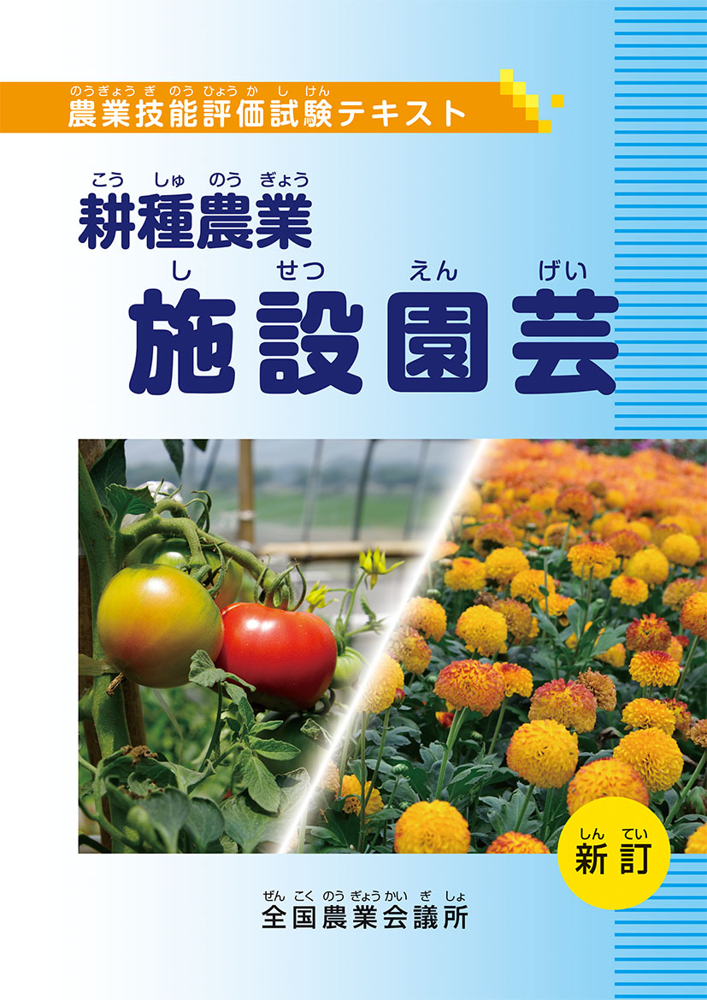 のうぎょう ぎ のう ひょう か し けん
農業技能評価試験テキスト
こう しゅ のう ぎょう
耕種農業
し せつ えん げい
施設園芸
しん てい
新訂
ぜん こく のう ぎょう かい ぎ しょ
全国農業会議所